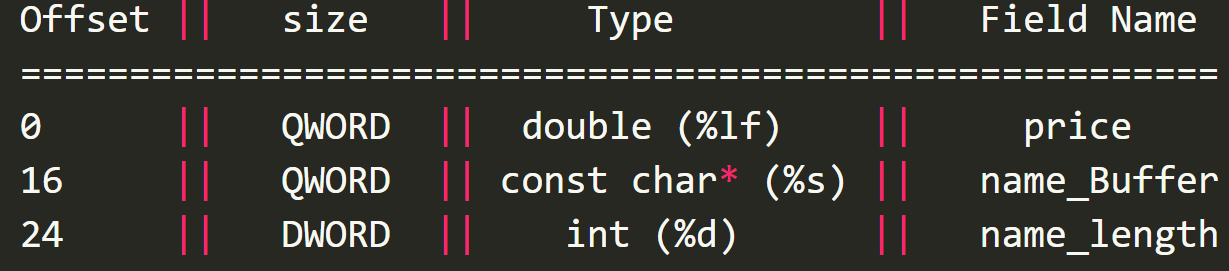 Offset || size || Type || Field Name
=======================================================
0 || QWORD || double (%lf) || price
16 || QWORD || const char* (%s) || name_Buffer
24 || DWORD || int (%d) || name_length